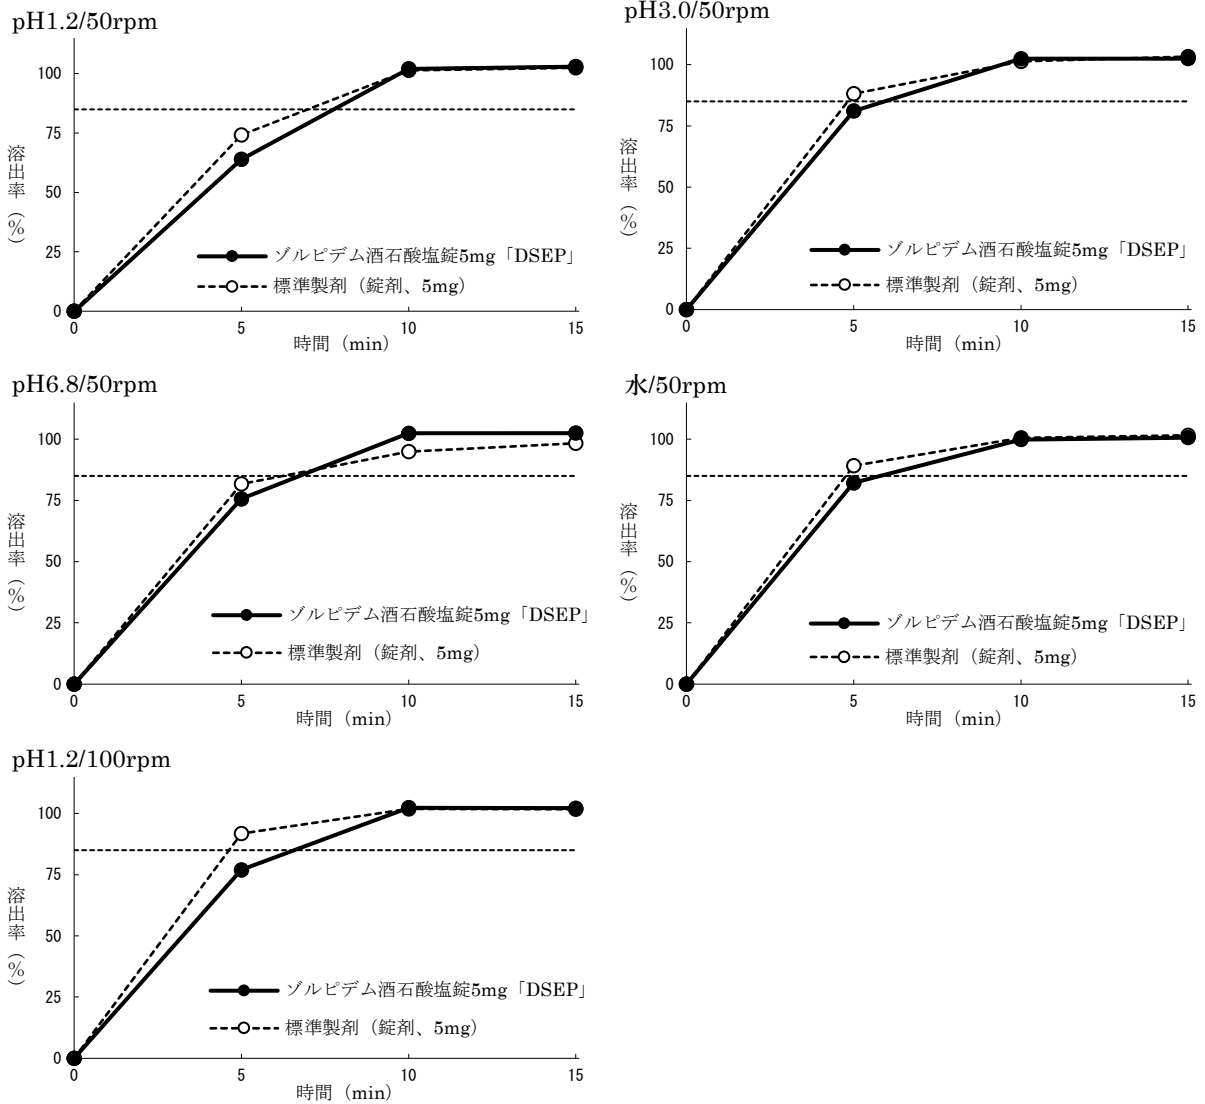 pH1.2/50rpm
100
75
50
25
0
溶出率（%）
ゾルピデム酒石酸塩錠5mg「DSEP」
標準製剤（錠剤、5mg）
0 5 10 15
時間（min）
pH3.0/50rpm
100
75
50
25
0
溶出率（%）
ゾルピデム酒石酸塩錠5mg「DSEP」
標準製剤（錠剤、5mg）
0 5 10 15
時間（min）
pH6.8/50rpm
100
75
50
25
0
溶出率（%）
ゾルピデム酒石酸塩錠5mg「DSEP」
標準製剤（錠剤、5mg）
0 5 10 15
時間（min）
水/50rpm
100
75
50
25
0
溶出率（%）
ゾルピデム酒石酸塩錠5mg「DSEP」
標準製剤（錠剤、5mg）
0 5 10 15
時間（min）
pH1.2/100rpm
100
75
50
25
0
溶出率（%）
ゾルピデム酒石酸塩錠5mg「DSEP」
標準製剤（錠剤、5mg）
0 5 10 15
時間（min）